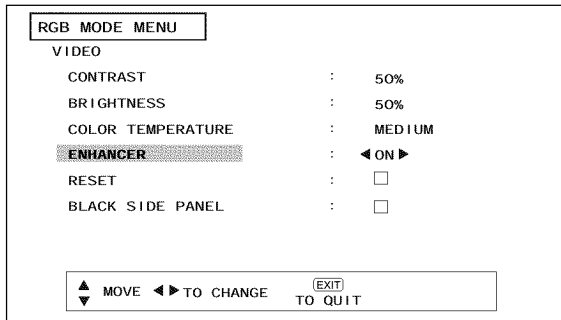 RGB MODE MENU
VIDEO
CONTRAST : 50%
BRIGHTNESS : 50%
COLOR TEMPERATURE : MEDIUM
ENHANCER : ◀ ON ▶
RESET : □
BLACK SIDE PANEL : □
▲▼ MOVE ◀ ▶ TO CHANGE EXIT TO QUIT